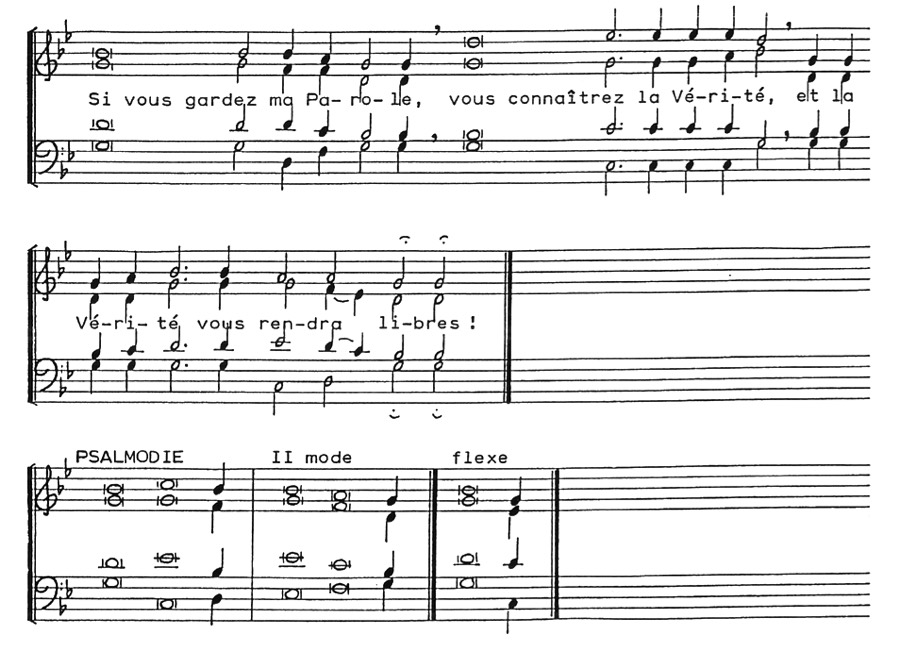 Si vous gardez ma Pa-ro-le, vous connaîtrez la Vé-ri-té, et la
Vé-ri-té vous ren-dra li-bres !
PSALMODIE II mode flexe